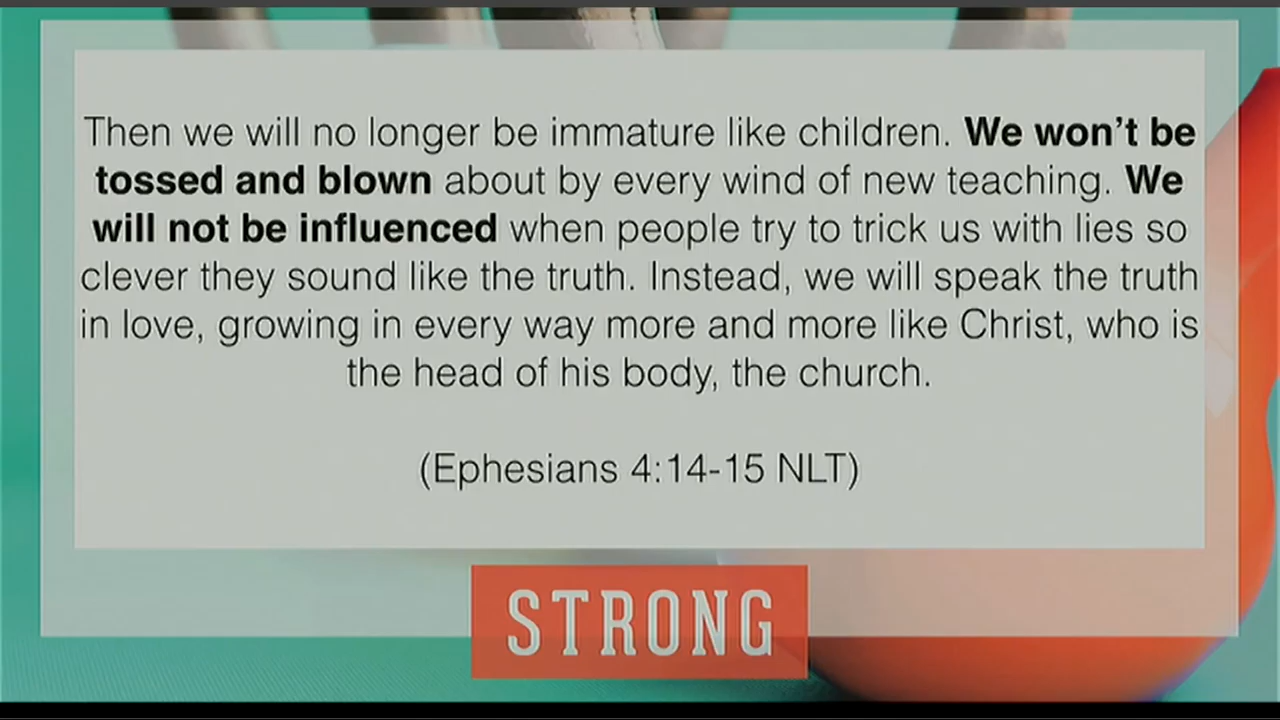 Then we will no longer be immature like children. We won’t be
tossed and blown about by every wind of new teaching. We
will not be influenced when people try to trick us with lies so
clever they sound like the truth. Instead, we will speak the truth
in love, growing in every way more and more like Christ, who is
the head of his body, the church.
(Ephesians 4:14-15 NLT)
STRONG